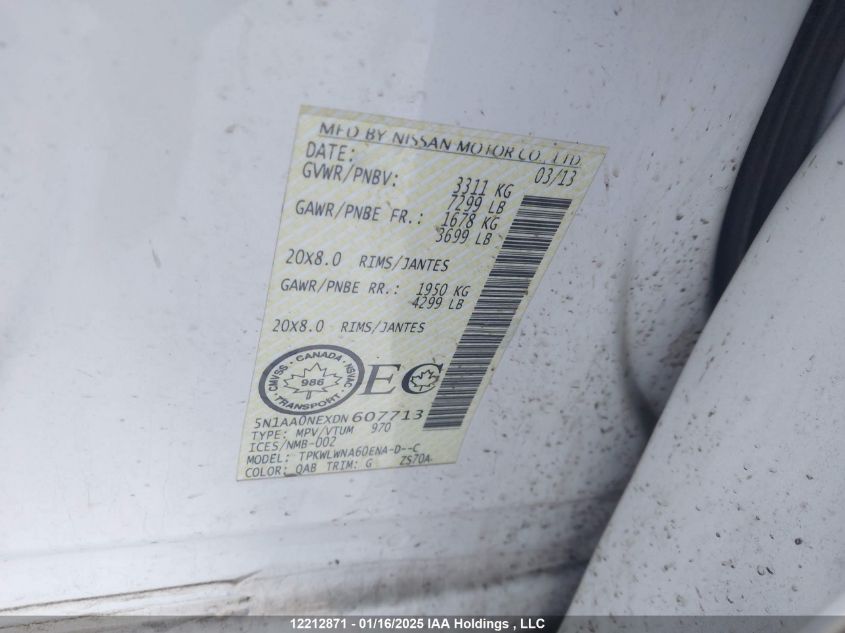 MFD BY NISSAN MOTOR CO., LTD.
DATE: 03/13
GVWR/PNBV: 3311 KG
7299 LB
GAWR/PNBE FR.: 1678 KG
3699 LB
20X8.0 RIMS/JANTES
GAWR/PNBE RR.: 1950 KG
4299 LB
20X8.0 RIMS/JANTES
CMVSS · CANADA · NSVAC
986
· TRANSPORT ·
EC
5N1AA0NEXDN607713
TYPE: MPV/VTUM 970
ICES/NMB-002
MODEL: TPKWLWNA60ENA-D--C
COLOR: QAB TRIM: G ZS70A
12212871 - 01/16/2025 IAA Holdings , LLC